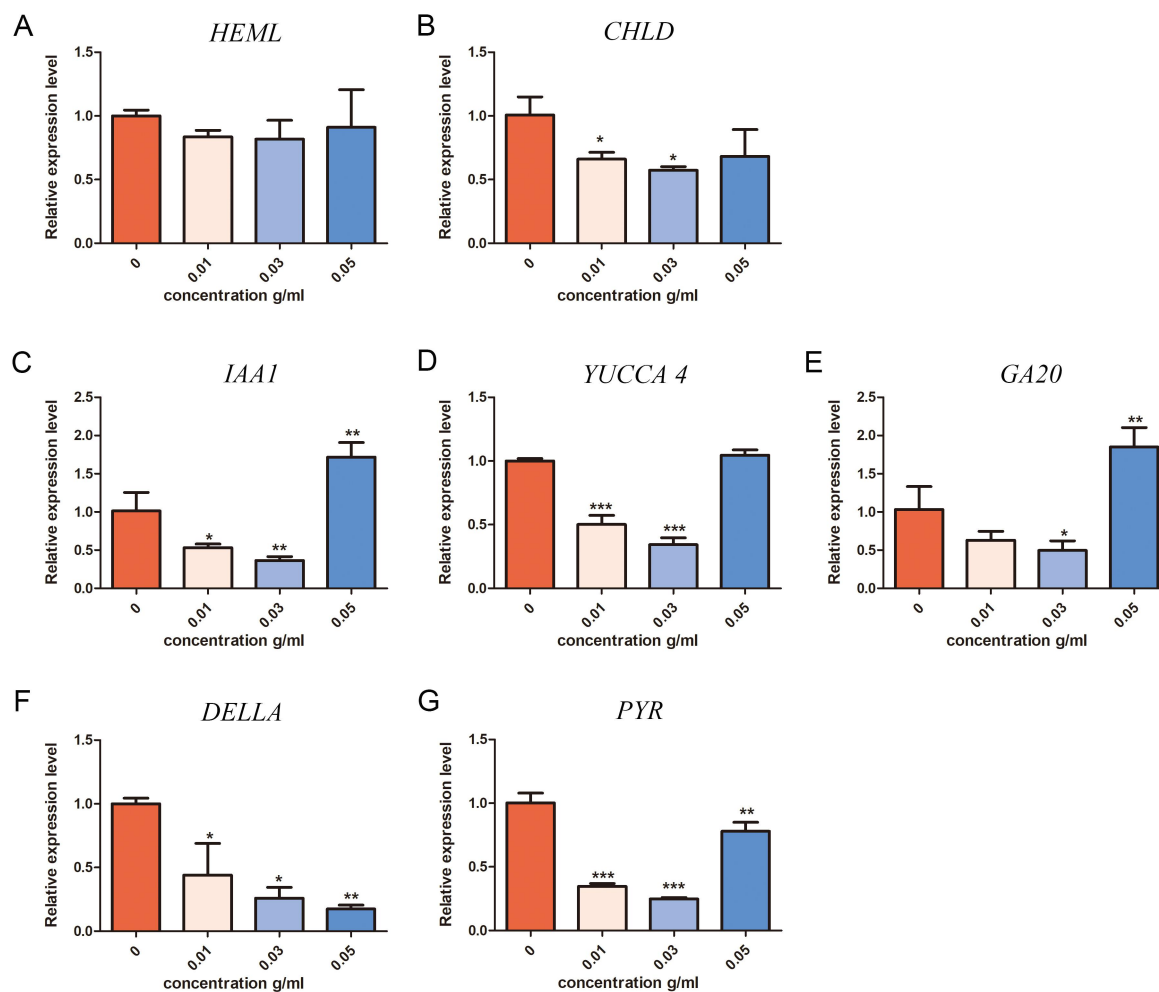 A
HEML
Relative expression level
1.5
1.0
0.5
0.0
0
0.01
0.03
0.05
concentration g/ml
B
CHLD
Relative expression level
1.5
1.0
*
*
0.5
0.0
0
0.01
0.03
0.05
concentration g/ml
C
IAA1
Relative expression level
2.5
2.0
**
1.5
1.0
*
**
0.5
0.0
0
0.01
0.03
0.05
concentration g/ml
D
YUCCA 4
Relative expression level
1.5
1.0
***
***
0.5
0.0
0
0.01
0.03
0.05
concentration g/ml
E
GA20
Relative expression level
2.5
**
2.0
1.5
1.0
*
0.5
0.0
0
0.01
0.03
0.05
concentration g/ml
F
DELLA
Relative expression level
1.5
1.0
*
*
**
0.5
0.0
0
0.01
0.03
0.05
concentration g/ml
G
PYR
Relative expression level
1.5
1.0
**
***
***
0.5
0.0
0
0.01
0.03
0.05
concentration g/ml